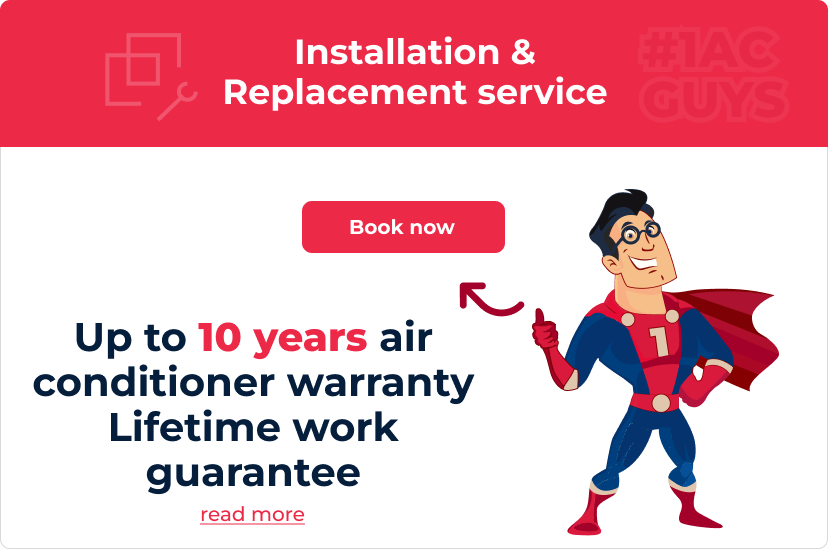 Installation &
Replacement service
#1AC
GUYS
Book now
1
Up to 10 years air
conditioner warranty
Lifetime work
guarantee
read more